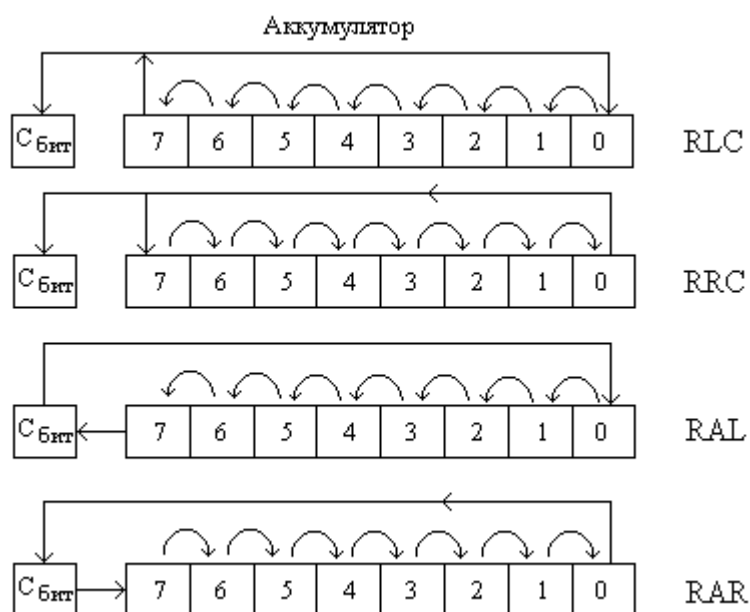 Аккумулятор
С бит 7 6 5 4 3 2 1 0 RLC
С бит 7 6 5 4 3 2 1 0 RRC
С бит 7 6 5 4 3 2 1 0 RAL
С бит 7 6 5 4 3 2 1 0 RAR